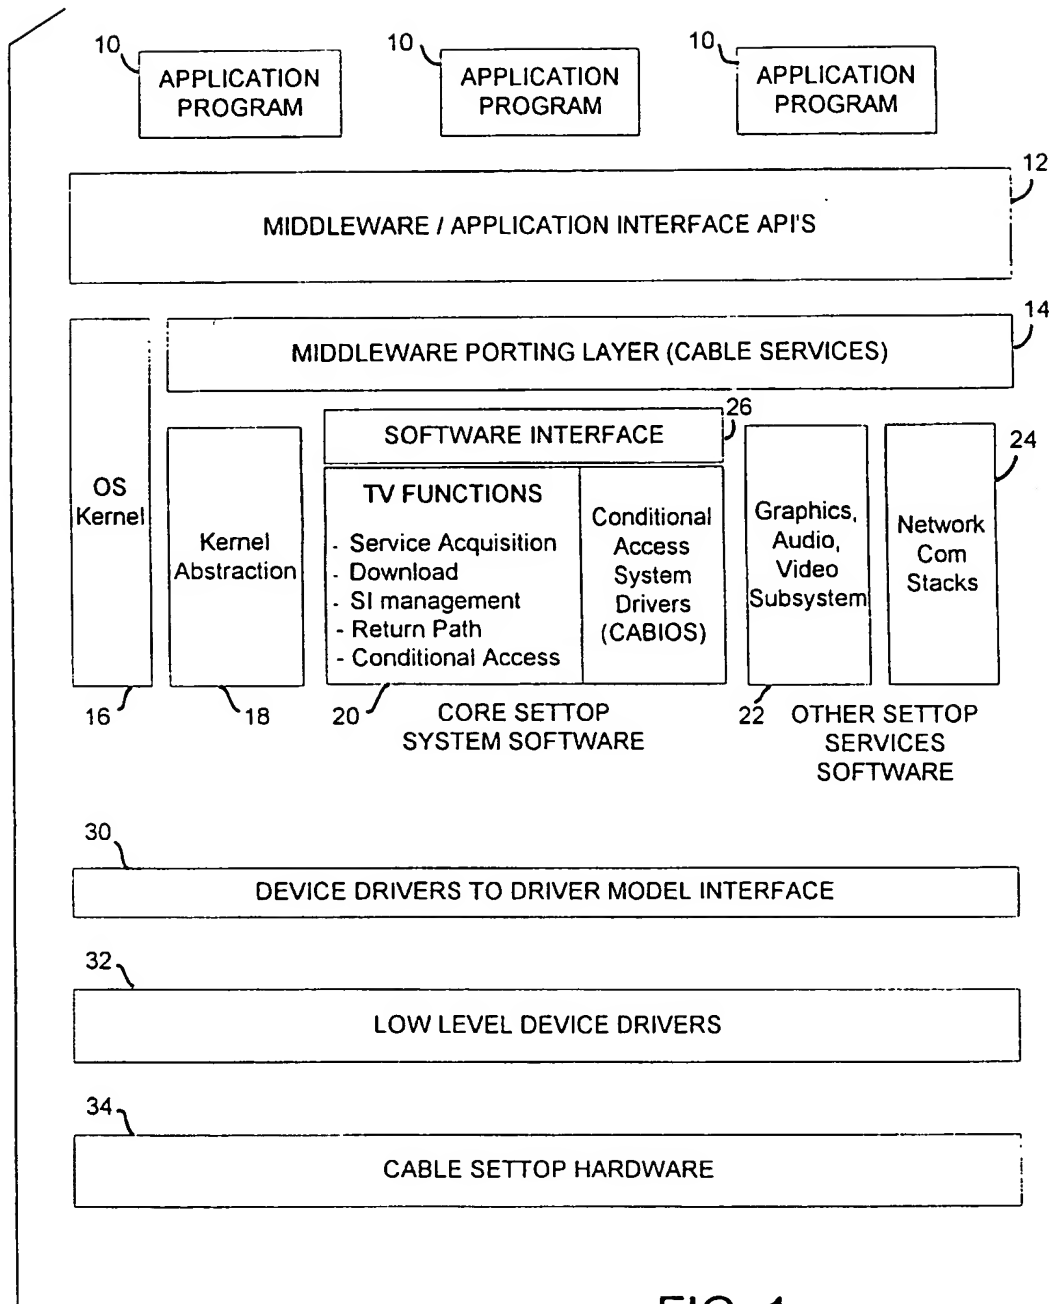 10
10
10
APPLICATION
PROGRAM
APPLICATION
PROGRAM
APPLICATION
PROGRAM
12
MIDDLEWARE / APPLICATION INTERFACE API'S
14
MIDDLEWARE PORTING LAYER (CABLE SERVICES)
26
SOFTWARE INTERFACE
24
OS
Kernel
Kernel
Abstraction
TV FUNCTIONS
. Service Acquisition
. Download
. SI management
- Return Path
- Conditional Access
Conditional
Access
System
Drivers
(CABIOS)
Graphics,
Audio,
Video
Subsystem
Network
Com
Stacks
16
18
20
CORE SETTOP
SYSTEM SOFTWARE
22
OTHER SETTOP
SERVICES
SOFTWARE
30
DEVICE DRIVERS TO DRIVER MODEL INTERFACE
32
LOW LEVEL DEVICE DRIVERS
34
CABLE SETTOP HARDWARE
FIG. 1